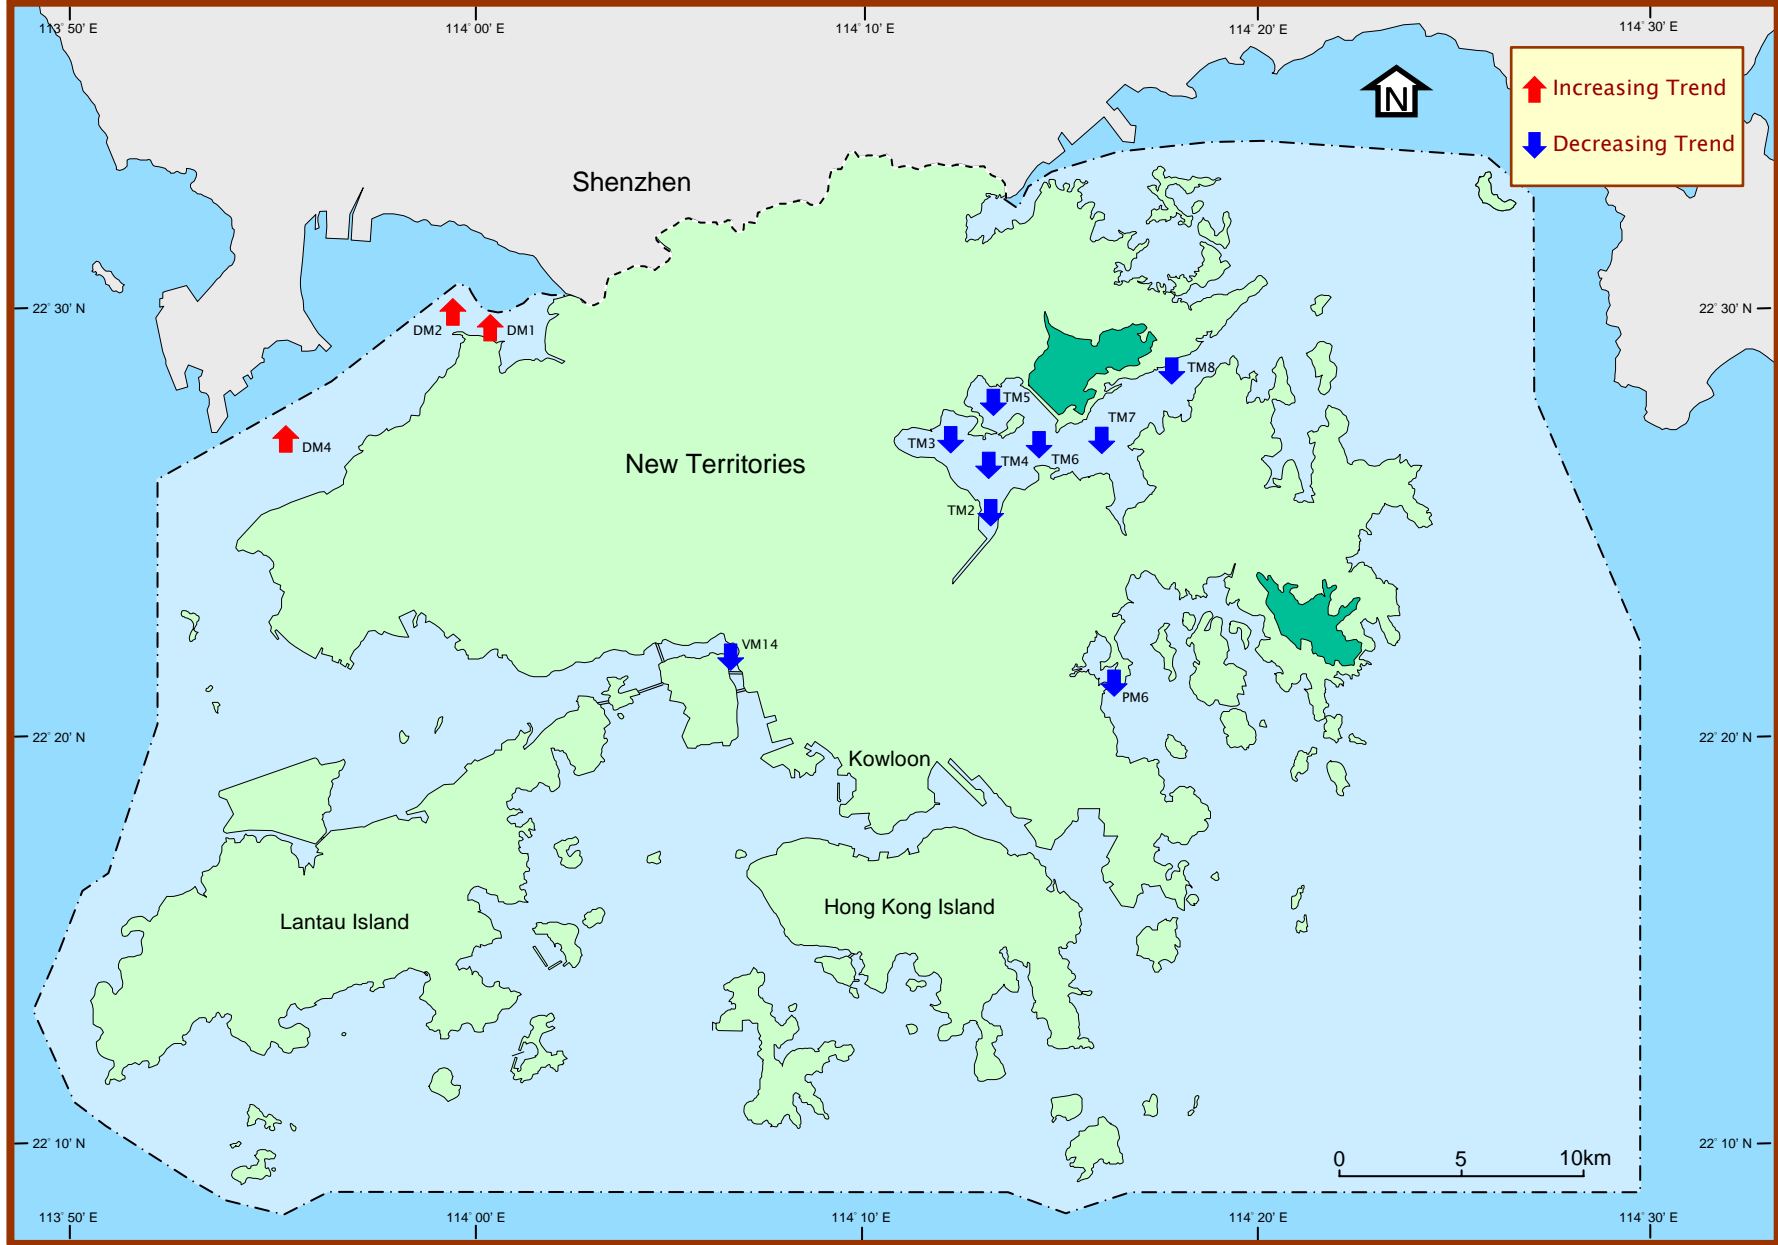 113° 50' E
114° 00' E
114° 10' E
114° 20' E
114° 30' E
N
Increasing Trend
Decreasing Trend
Shenzhen
22° 30' N
22° 30' N
DM2
DM1
TM8
TM5
TM7
TM3
DM4
TM4
TM6
New Territories
TM2
VM14
PM6
22° 20' N
22° 20' N
Kowloon
Hong Kong Island
Lantau Island
22° 10' N
22° 10' N
0 5 10km
113° 50' E
114° 00' E
114° 10' E
114° 20' E
114° 30' E